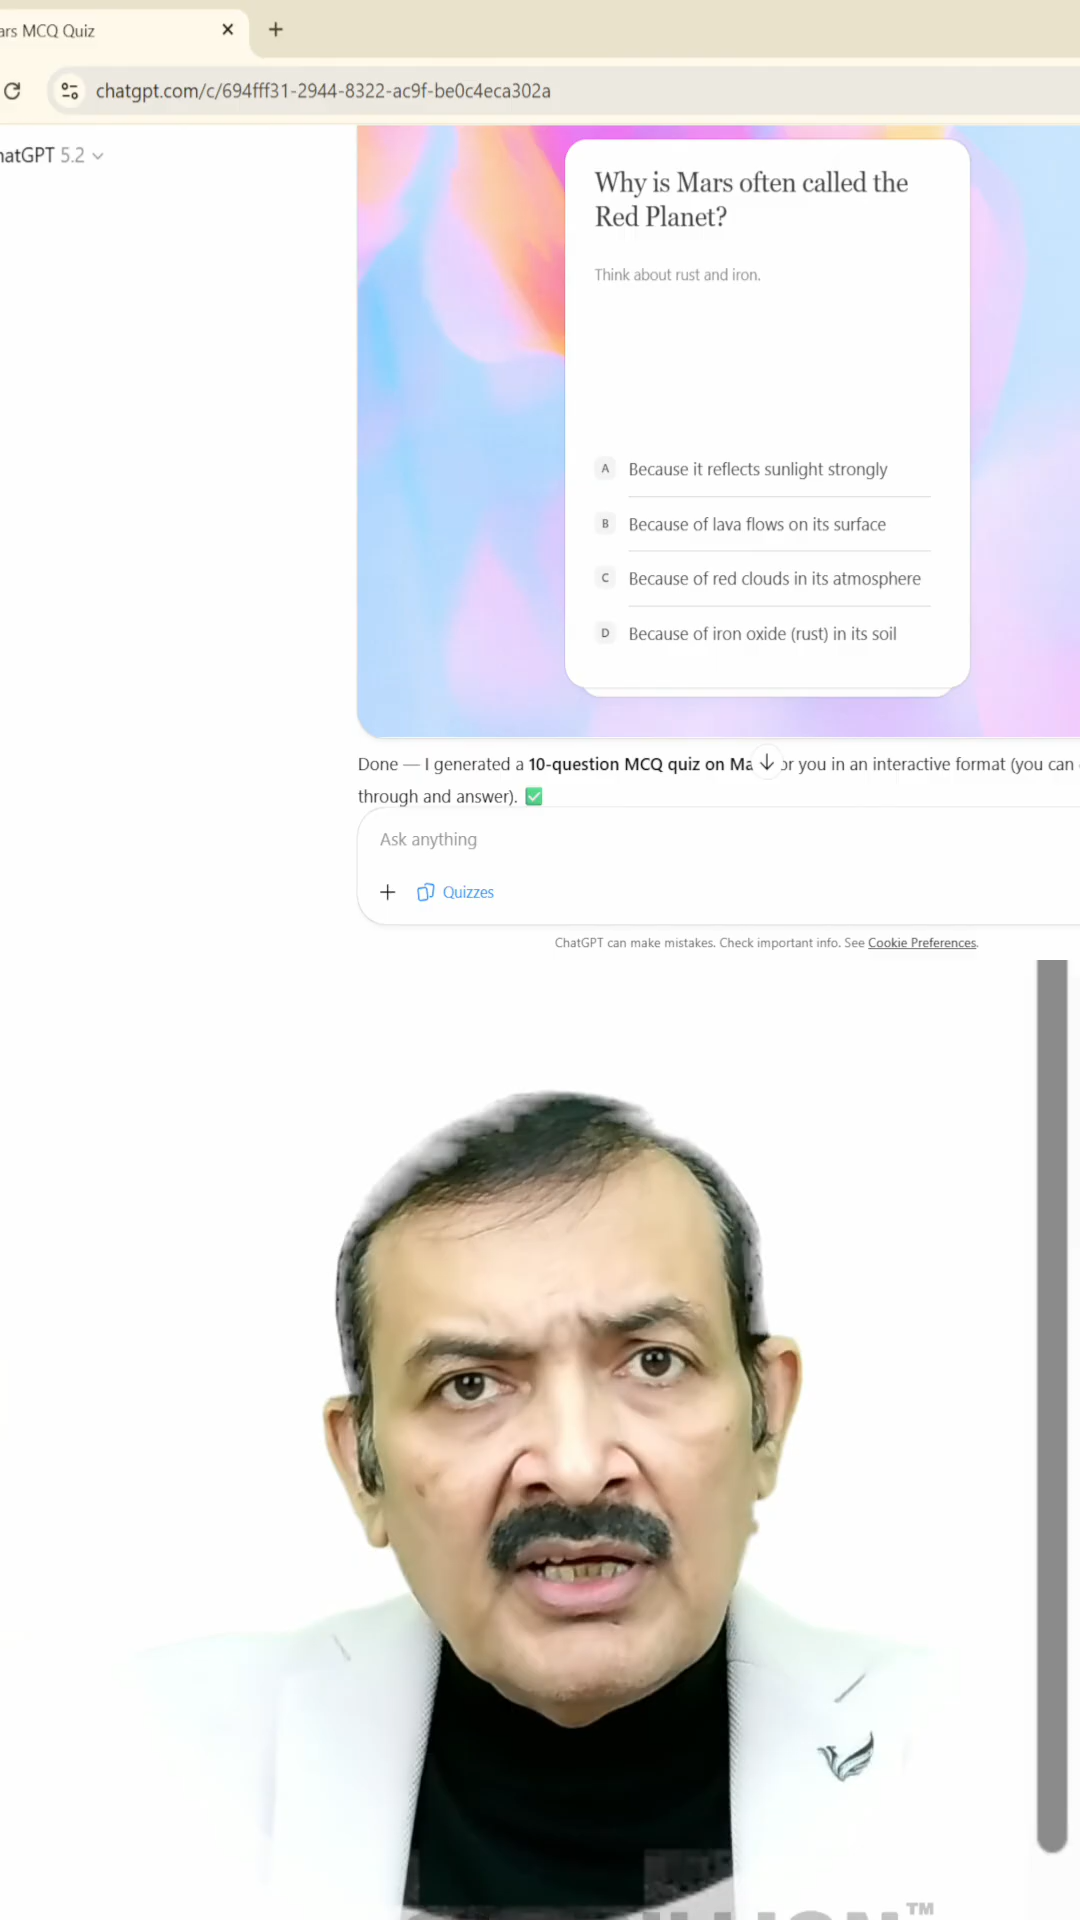 ars MCQ Quiz
chatgpt.com/c/694fff31-2944-8322-ac9f-be0c4eca302a
hatGPT 5.2
Why is Mars often called the
Red Planet?
Think about rust and iron.
A Because it reflects sunlight strongly
B Because of lava flows on its surface
C Because of red clouds in its atmosphere
D Because of iron oxide (rust) in its soil
Done — I generated a 10-question MCQ quiz on Ma or you in an interactive format (you can
through and answer). ✅
Ask anything
+ Quizzes
ChatGPT can make mistakes. Check important info. See Cookie Preferences.
TM